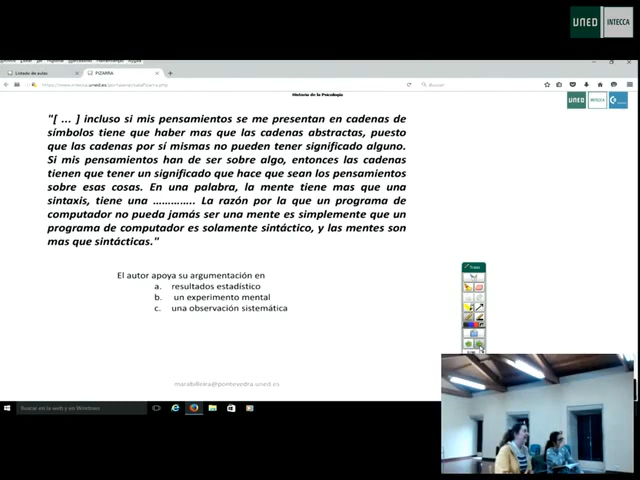 UNED INTECCA
Listado de aulas
PIZARRA
Buscar
Historia de la Psicología
UNED INTECCA
"[ ... ] incluso si mis pensamientos se me presentan en cadenas de
símbolos tiene que haber mas que las cadenas abstractas, puesto
que las cadenas por sí mismas no pueden tener significado alguno.
Si mis pensamientos han de ser sobre algo, entonces las cadenas
tienen que tener un significado que hace que sean los pensamientos
sobre esas cosas. En una palabra, la mente tiene mas que una
sintaxis, tiene una ………….. La razón por la que un programa de
computador no pueda jamás ser una mente es simplemente que un
programa de computador es solamente sintáctico, y las mentes son
mas que sintácticas."
El autor apoya su argumentación en
a. resultados estadístico
b. un experimento mental
c. una observación sistemática
Buscar en la web y en Windows